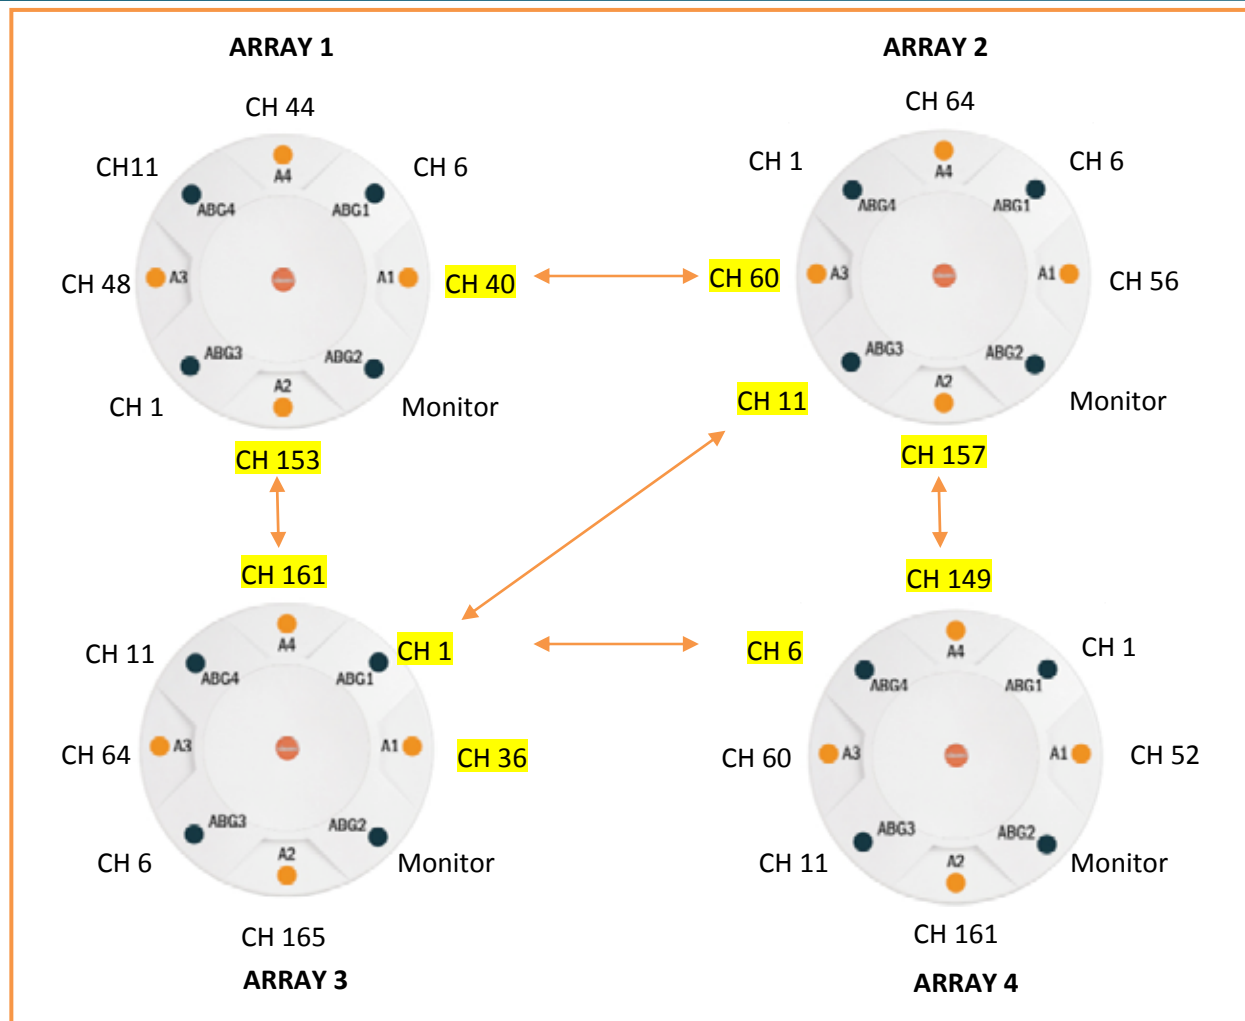 ARRAY 1
ARRAY 2
CH 44
CH 64
CH11
CH 6
CH 1
CH 6
A4
A4
ABG4
ABG1
ABG4
ABG1
CH 48
A3
A1
CH 40
CH 60
A3
A1
CH 56
ABG3
ABG2
ABG3
ABG2
A2
A2
CH 1
Monitor
CH 11
Monitor
CH 153
CH 157
CH 161
CH 149
CH 11
CH 1
CH 6
CH 1
A4
A4
ABG4
ABG1
ABG4
ABG1
CH 64
A3
A1
CH 36
CH 60
A3
A1
CH 52
ABG3
ABG2
ABG3
ABG2
A2
A2
CH 6
Monitor
CH 11
Monitor
CH 165
CH 161
ARRAY 3
ARRAY 4